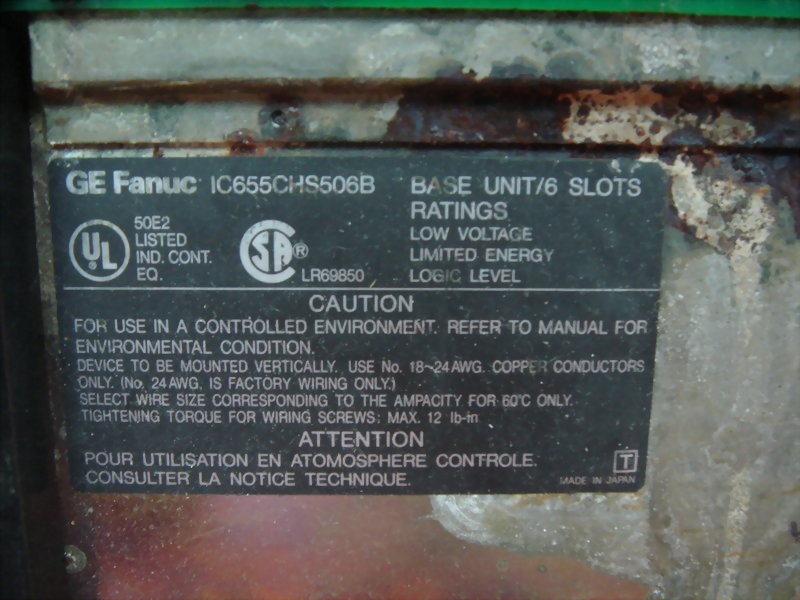 GE Fanuc IC655CHS506B
BASE UNIT/6 SLOTS
RATINGS
LOW VOLTAGE
LIMITED ENERGY
LOGIC LEVEL
UL
50E2
LISTED
IND. CONT.
EQ.
SA ®
LR69850
CAUTION
FOR USE IN A CONTROLLED ENVIRONMENT. REFER TO MANUAL FOR
ENVIRONMENTAL CONDITION.
DEVICE TO BE MOUNTED VERTICALLY. USE No. 18~24AWG. COPPER CONDUCTORS
ONLY. (No. 24AWG. IS FACTORY WIRING ONLY.)
SELECT WIRE SIZE CORRESPONDING TO THE AMPACITY FOR 60°C ONLY.
TIGHTENING TORQUE FOR WIRING SCREWS: MAX. 12 lb-in
ATTENTION
POUR UTILISATION EN ATOMOSPHERE CONTROLE.
CONSULTER LA NOTICE TECHNIQUE.
T
MADE IN JAPAN